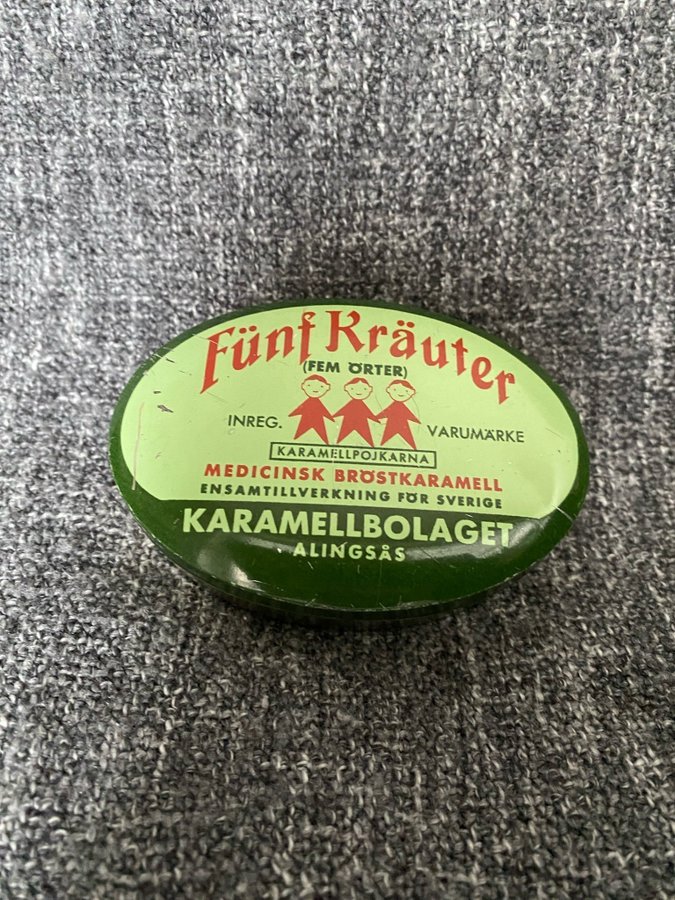 Fünf Kräuter
(FEM ÖRTER)
INREG. VARUMÄRKE
KARAMELLPOJKARNA
MEDICINSK BRÖSTKARAMELL
ENSAMTILLVERKNING FÖR SVERIGE
KARAMELLBOLAGET
ALINGSÅS